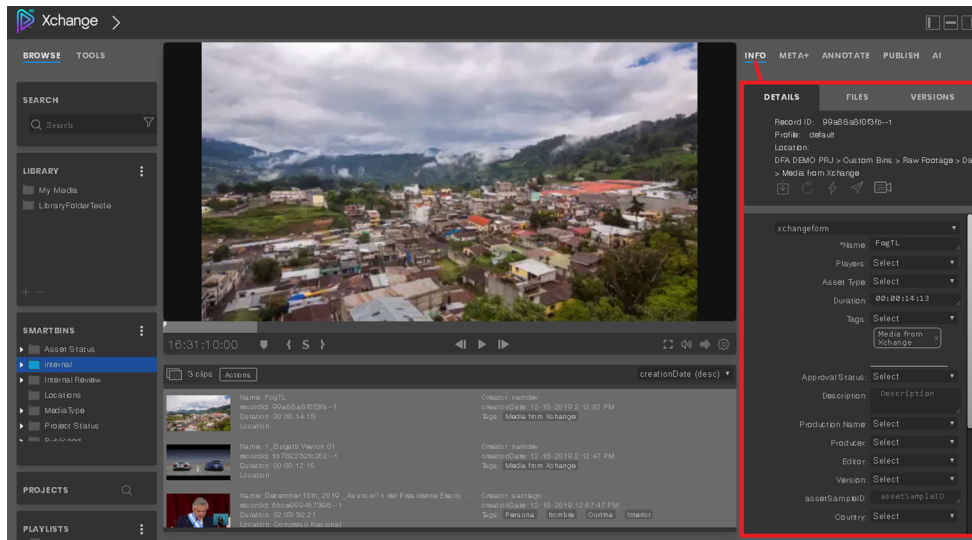 Xchange
BROWSE TOOLS
SEARCH
Search
LIBRARY
My Media
LibraryFolderTeste
+ −
SMARTBINS
Asset Status
internal
Internal Review
Locations
MediaType
Project Status
Published
PROJECTS
PLAYLISTS
16:31:10:00 { S }
3 clips Actions creationDate (desc)
Name: FogTL
Duration: 00:00:14:13
Location:
Creator: namdev
Tags: Media from Xchange
Name: 1_Bugatti Veyron 01
Duration: 00:00:12:16
Location:
Creator: namdev
creationDate: 12-16-2019 2:12:47 PM
Tags: Media from Xchange
Name: December 10th, 2019 _Asunción del Presidente Electo ...
Duration: 02:03:32:21
Location: Congreso Nacional
Creator: santiago
creationDate: 12-16-2019 12:07:47 PM
Tags: Persona hombre Cortina Interior ...
INFO META+ ANNOTATE PUBLISH AI
DETAILS FILES VERSIONS
Record ID:
Profile: default
Location:
DFA DEMO PRJ > Custom Bins > Raw Footage > Da
> Media from Xchange
xchangeform
*Name: FogTL
Players: Select
Asset Type: Select
Duration: 00:00:14:13
Tags: Select
Media from
Xchange ×
Approval Status: Select
Description: Description
Production Name: Select
Producer: Select
Editor: Select
Version: Select
assetSampleID: assetSampleID
Country: Select